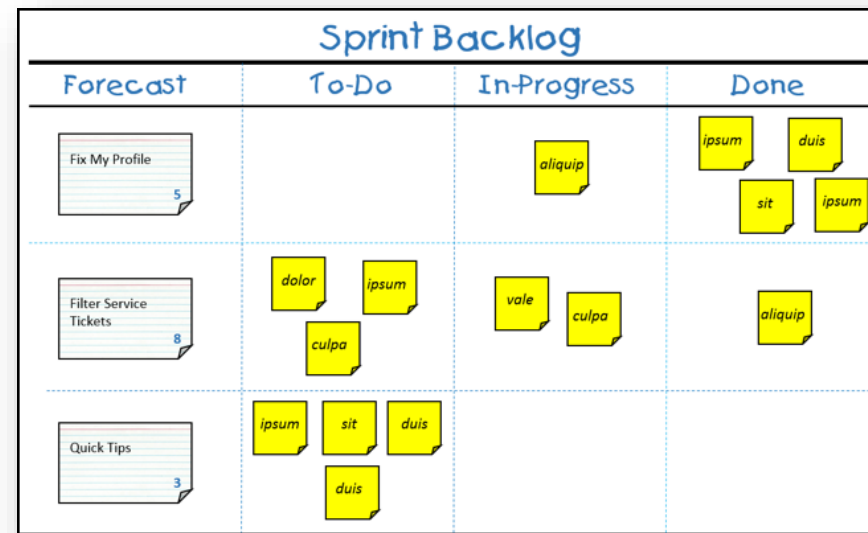 Sprint Backlog
Forecast To-Do In-Progress Done
Fix My Profile
5
aliquip
ipsum
duis
sit
ipsum
Filter Service
Tickets
8
dolor
ipsum
culpa
vale
culpa
aliquip
Quick Tips
3
ipsum
sit
duis
duis